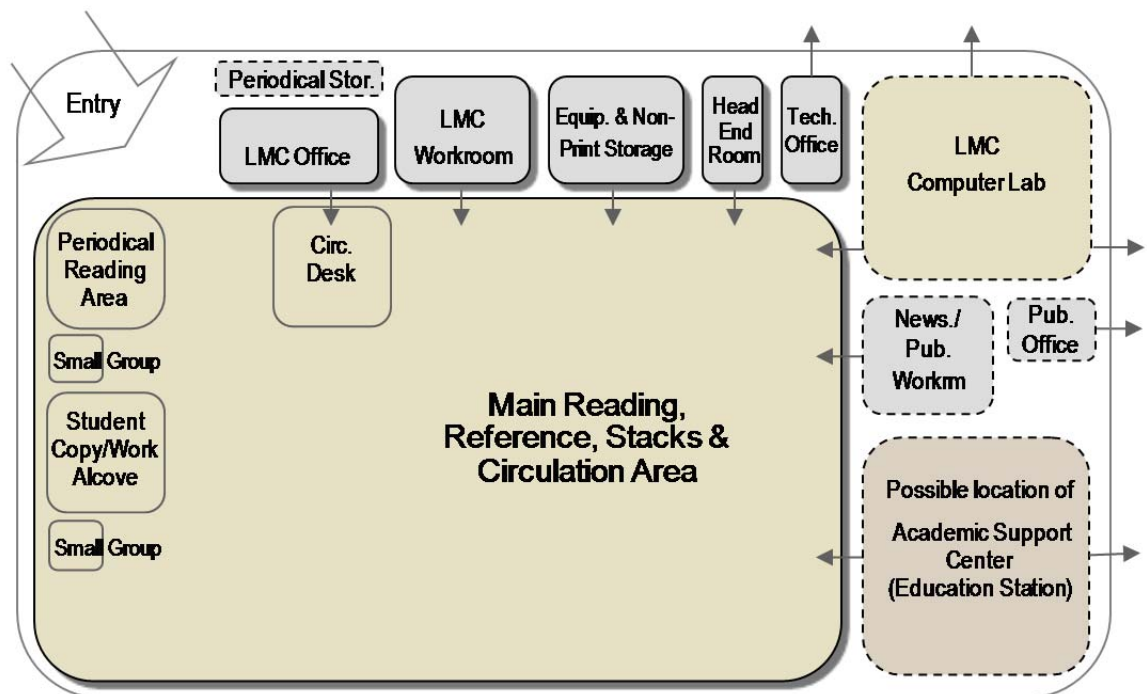 Entry
Periodical Stor.
LMC Office
LMC
Workroom
Equip. & Non-
Print Storage
Head
End
Room
Tech.
Office
LMC
Computer Lab
Periodical
Reading
Area
Circ.
Desk
Small Group
Student
Copy/Work
Alcove
Small Group
Main Reading,
Reference, Stacks &
Circulation Area
News./
Pub.
Workrm
Pub.
Office
Possible location of
Academic Support
Center
(Education Station)